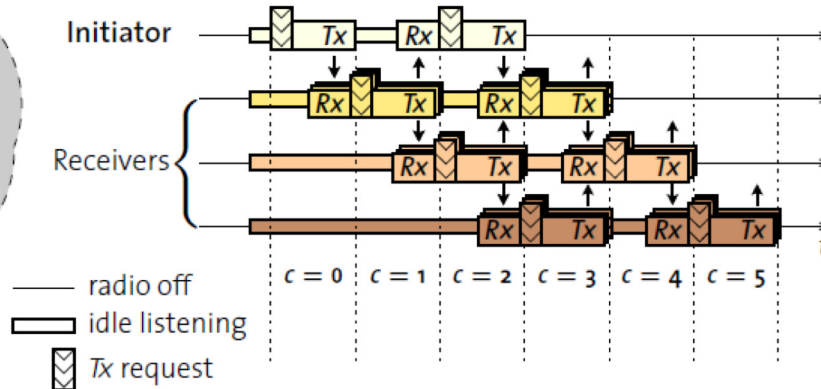 Initiator Tx Rx Tx
Rx Tx Rx Tx
Receivers Rx Tx Rx Tx
Rx Tx Rx Tx
c = 0 c = 1 c = 2 c = 3 c = 4 c = 5
radio off
idle listening
Tx request